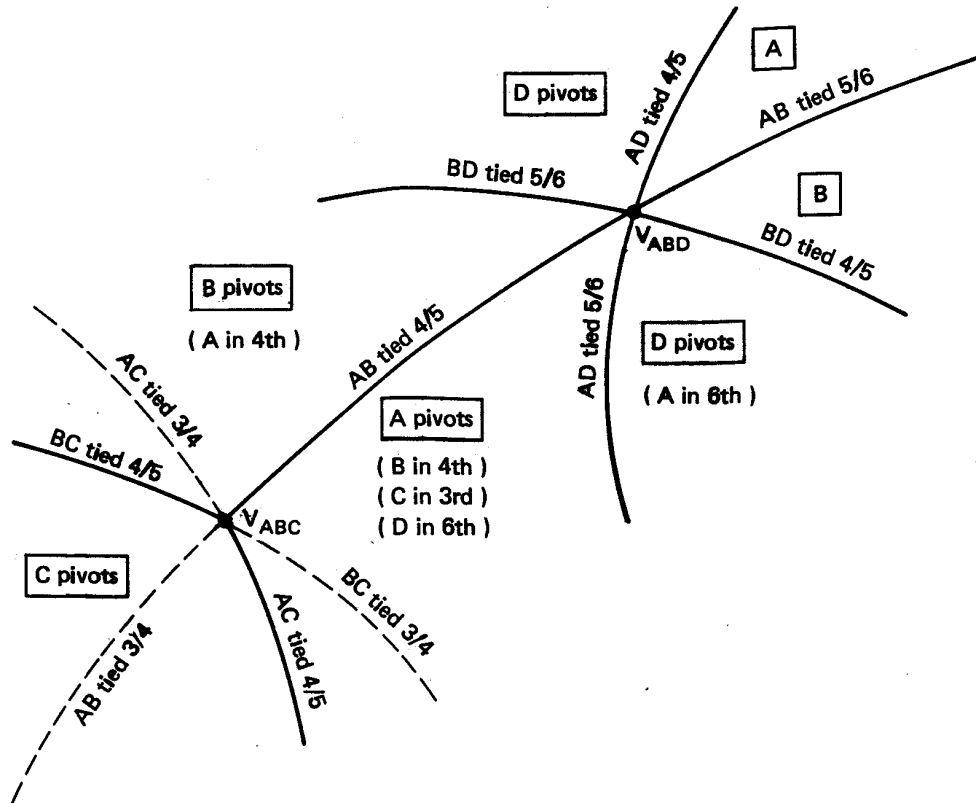 A
D pivots
AD tied 4/5
AB tied 5/6
BD tied 5/6
B
V ABD
BD tied 4/5
B pivots
(A in 4th)
AB tied 4/5
AD tied 5/6
D pivots
(A in 6th)
AC tied 3/4
A pivots
(B in 4th)
(C in 3rd)
(D in 6th)
BC tied 4/5
V ABC
C pivots
BC tied 3/4
AC tied 4/5
AB tied 3/4